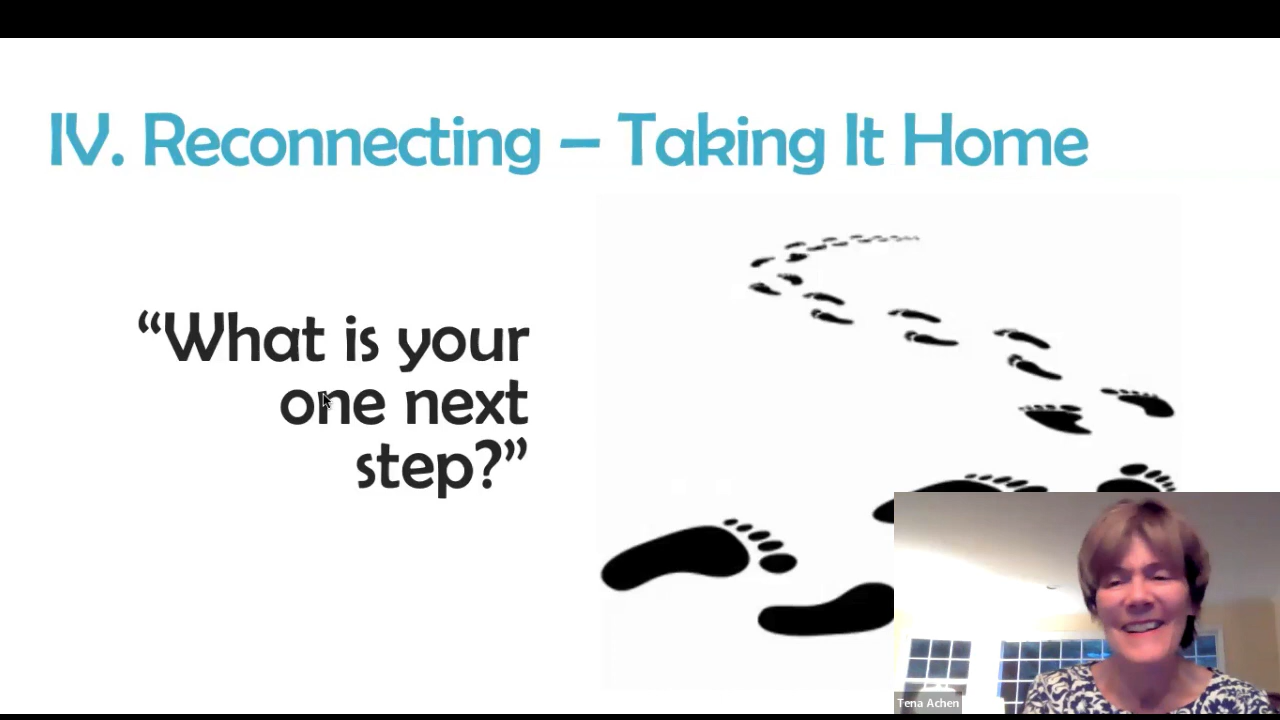 IV. Reconnecting – Taking It Home
“What is your
one next
step?”
Tena Achen